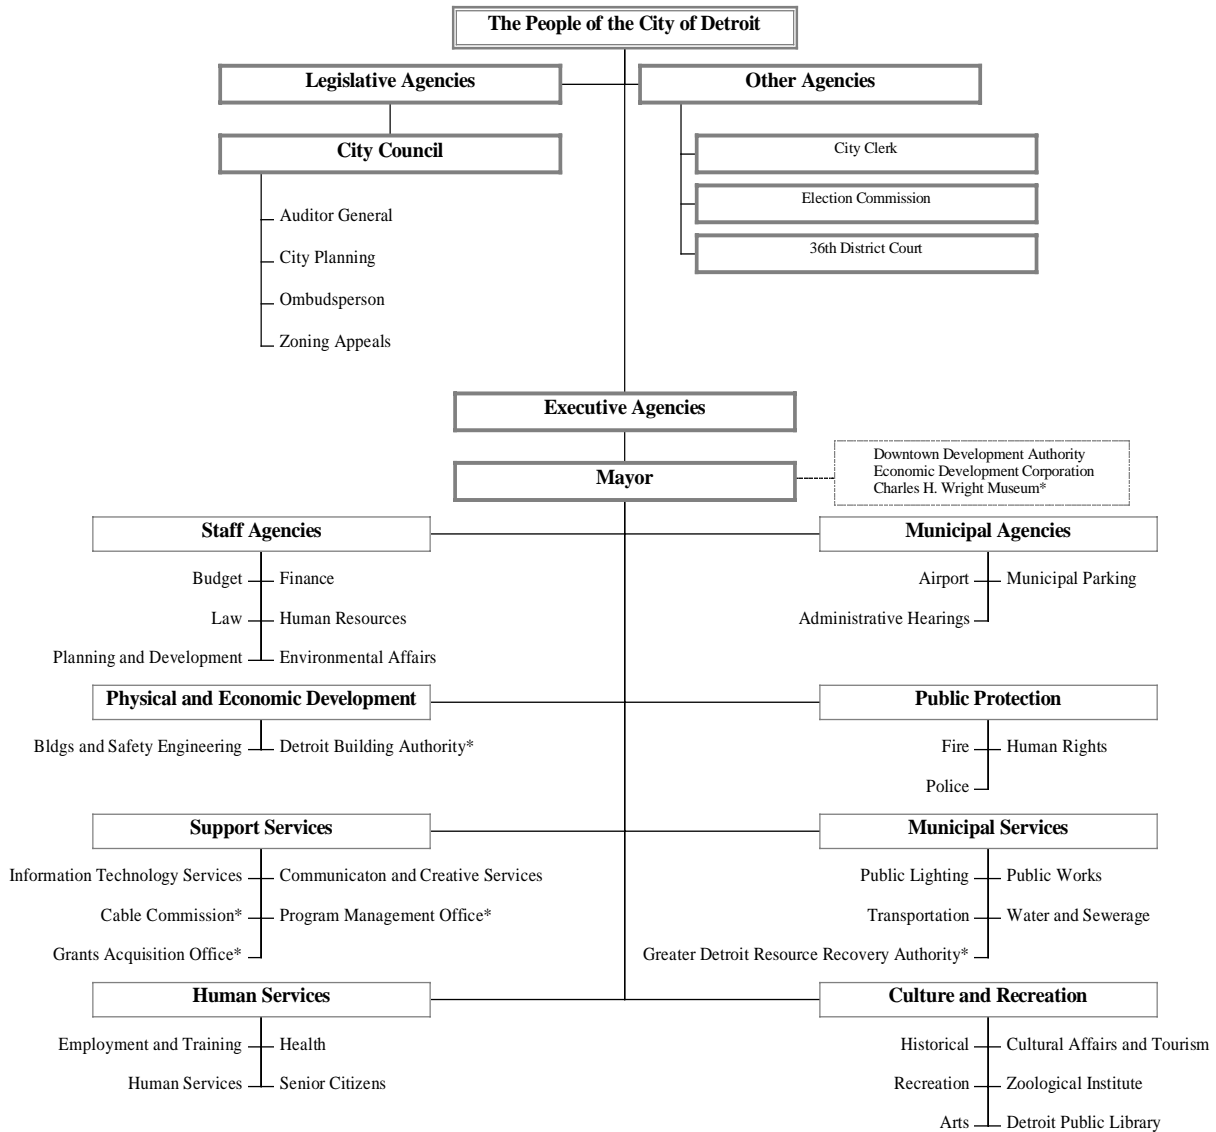 The People of the City of Detroit
Legislative Agencies
Other Agencies
City Council
City Clerk
Election Commission
36th District Court
Auditor General
City Planning
Ombudsperson
Zoning Appeals
Executive Agencies
Mayor
Downtown Development Authority
Economic Development Corporation
Charles H. Wright Museum*
Staff Agencies
Budget
Finance
Law
Human Resources
Planning and Development
Environmental Affairs
Municipal Agencies
Airport
Municipal Parking
Administrative Hearings
Physical and Economic Development
Bldgs and Safety Engineering
Detroit Building Authority*
Public Protection
Fire
Human Rights
Police
Support Services
Information Technology Services
Communicaton and Creative Services
Cable Commission*
Program Management Office*
Grants Acquisition Office*
Municipal Services
Public Lighting
Public Works
Transportation
Water and Sewerage
Greater Detroit Resource Recovery Authority*
Human Services
Employment and Training
Health
Human Services
Senior Citizens
Culture and Recreation
Historical
Cultural Affairs and Tourism
Recreation
Zoological Institute
Arts
Detroit Public Library